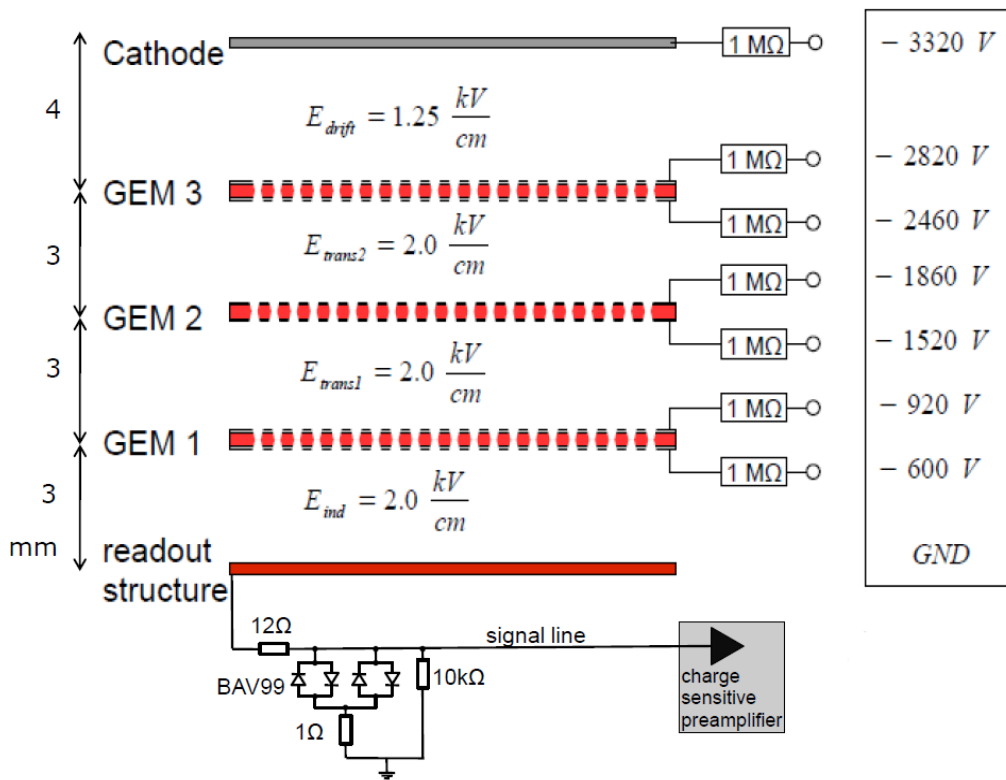 Cathode
1 MΩ
− 3320 V
4
E_drift = 1.25 kV/cm
1 MΩ
− 2820 V
GEM 3
1 MΩ
− 2460 V
3
E_trans2 = 2.0 kV/cm
1 MΩ
− 1860 V
GEM 2
1 MΩ
− 1520 V
3
E_trans1 = 2.0 kV/cm
1 MΩ
− 920 V
GEM 1
1 MΩ
− 600 V
3
E_ind = 2.0 kV/cm
mm
readout
structure
GND
12Ω
signal line
BAV99
10kΩ
1Ω
charge
sensitive
preamplifier